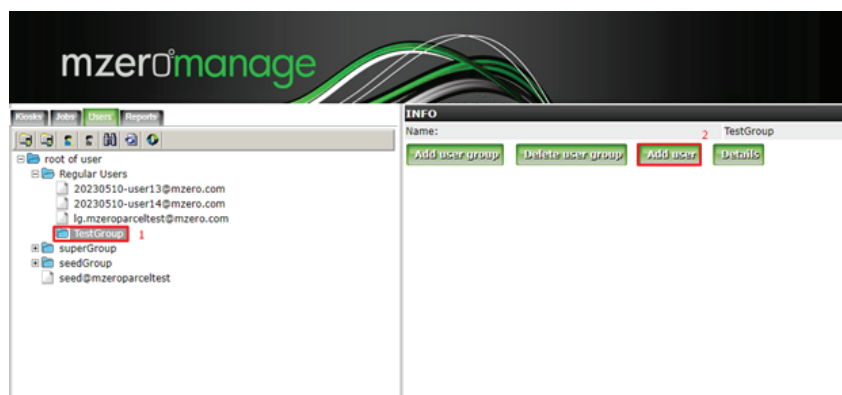 mzeromanage
Kiosks Jobs Users Reports
root of user
Regular Users
20230510-user13@mzero.com
20230510-user14@mzero.com
lg.mzeroparceltest@mzero.com
TestGroup 1
superGroup
seedGroup
seed@mzeroparceltest
INFO
Name: 2 TestGroup
Add user group Delete user group Add user Details